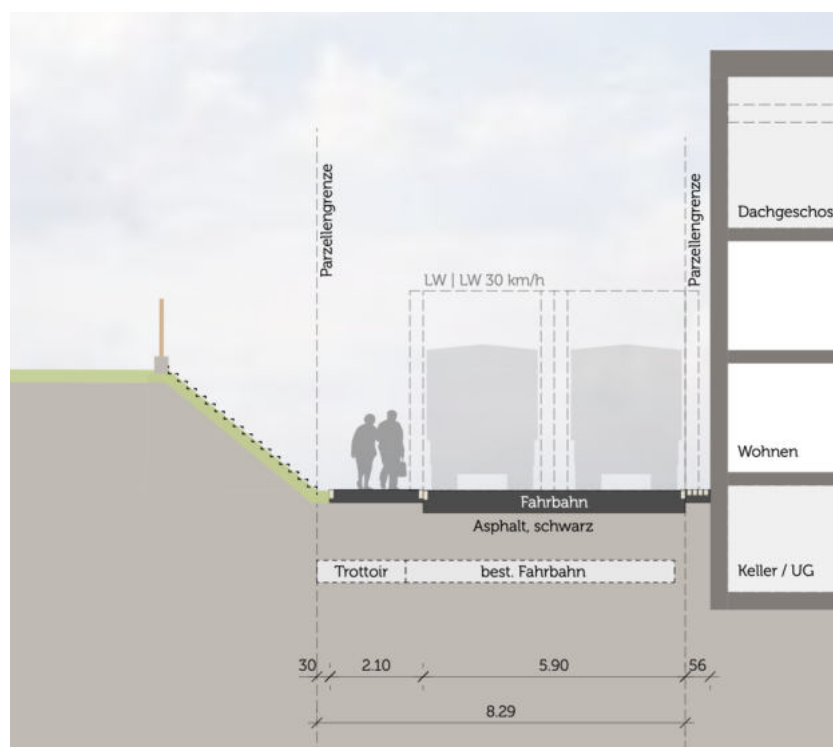 Parzellengrenze
Parzellengrenze
Dachgeschos
LW | LW 30 km/h
Wohnen
Fahrbahn
Asphalt, schwarz
Trottoir
best. Fahrbahn
Keller / UG
30
2.10
5.90
56
8.29